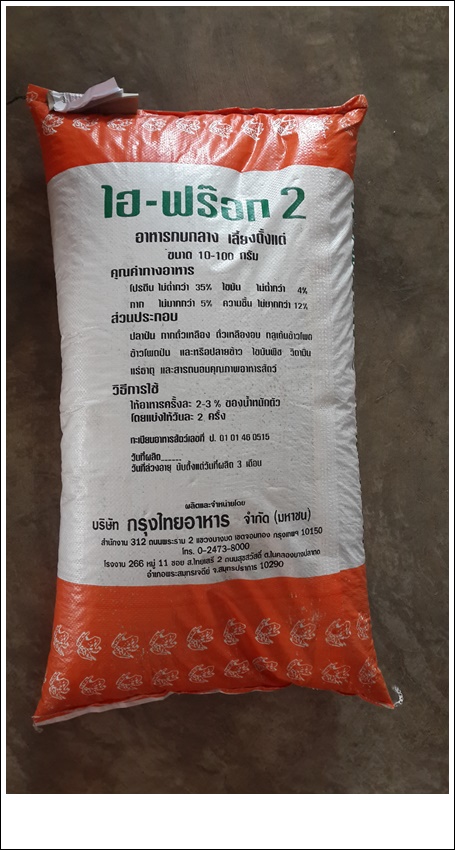 ไฮ-ฟร๊อก 2
อาหารกบกลาง เลี้ยงตั้งแต่
ขนาด 10-100 กรัม
คุณค่าทางอาหาร
โปรตีน ไม่ต่ำกว่า 35% ไขมัน ไม่ต่ำกว่า 4%
กาก ไม่มากกว่า 5% ความชื้น ไม่มากกว่า 12%
ส่วนประกอบ
ปลาป่น กากถั่วเหลือง ถั่วเหลืองอบ กลูเท้นข้าวโพด
ข้าวโพดป่น และหรือปลายข้าว ไขมันพืช วิตามิน
แร่ธาตุ และสารถนอมคุณภาพอาหารสัตว์
วิธีการใช้
ให้อาหารครั้งละ 2-3 % ของน้ำหนักตัว
โดยแบ่งให้วันละ 2 ครั้ง
ทะเบียนอาหารสัตว์เลขที่ ป. 01 01 46 0515
วันที่ผลิต......
วันที่ล่วงอายุ นับตั้งแต่วันที่ผลิต 3 เดือน
ผลิตและจำหน่ายโดย
บริษัท กรุงไทยอาหาร จำกัด (มหาชน)
สำนักงาน 312 ถนนพระราม 2 แขวงบางมด เขตจอมทอง กรุงเทพฯ 10150
โทร. 0-2473-8000
โรงงาน 266 หมู่ 11 ซอย ส.ไทยเสรี 2 ถนนสุขสวัสดิ์ ต.ในคลองบางปลากด
อำเภอพระสมุทรเจดีย์ จ.สมุทรปราการ 10290